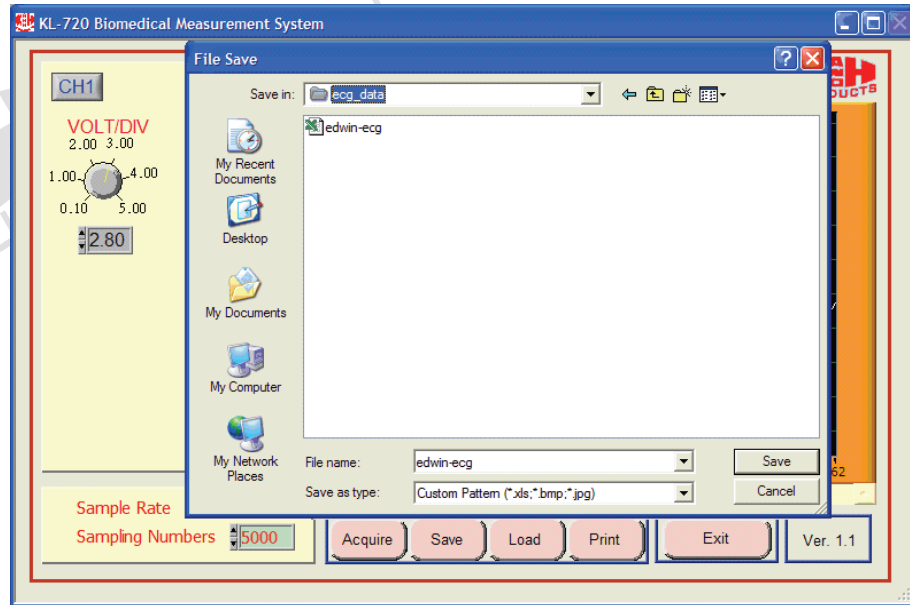 KL-720 Biomedical Measurement System
File Save
CH1
Save in:
ecg_data
VOLT/DIV
2.00 3.00
1.00 4.00
0.10 5.00
2.80
edwin-ecg
My Recent
Documents
Desktop
My Documents
My Computer
My Network
Places
File name:
edwin-ecg
Save
Save as type:
Custom Pattern (*.xls;*.bmp;*.jpg)
Cancel
62
Sample Rate
Sampling Numbers
5000
Acquire
Save
Load
Print
Exit
Ver. 1.1